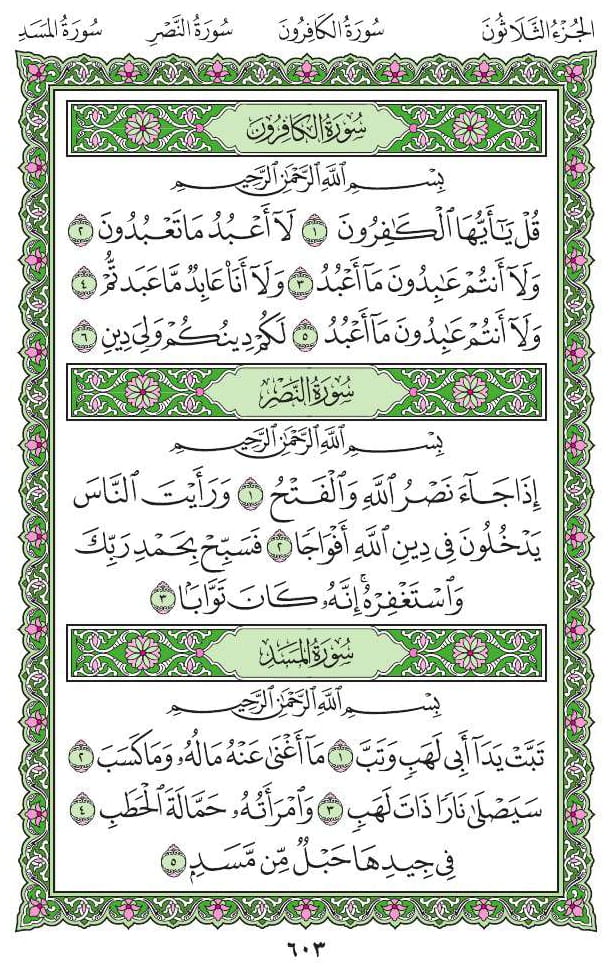 الجُزْءُ الثَّلَاثُونَ سُورَةُ الكَافِرُونَ سُورَةُ النَّصْرِ سُورَةُ المَسَدِ
سُورَةُ الكَافِرُونَ
بِسْمِ ٱللَّهِ ٱلرَّحْمَٰنِ ٱلرَّحِيمِ
قُلْ يَٰٓأَيُّهَا ٱلْكَٰفِرُونَ ١ لَآ أَعْبُدُ مَا تَعْبُدُونَ ٢
وَلَآ أَنتُمْ عَٰبِدُونَ مَآ أَعْبُدُ ٣ وَلَآ أَنَا۠ عَابِدٌ مَّا عَبَدتُّمْ ٤
وَلَآ أَنتُمْ عَٰبِدُونَ مَآ أَعْبُدُ ٥ لَكُمْ دِينُكُمْ وَلِيَ دِينِ ٦
سُورَةُ النَّصْرِ
بِسْمِ ٱللَّهِ ٱلرَّحْمَٰنِ ٱلرَّحِيمِ
إِذَا جَآءَ نَصْرُ ٱللَّهِ وَٱلْفَتْحُ ١ وَرَأَيْتَ ٱلنَّاسَ
يَدْخُلُونَ فِي دِينِ ٱللَّهِ أَفْوَاجًا ٢ فَسَبِّحْ بِحَمْدِ رَبِّكَ
وَٱسْتَغْفِرْهُۚ إِنَّهُۥ كَانَ تَوَّابَۢا ٣
سُورَةُ المَسَدِ
بِسْمِ ٱللَّهِ ٱلرَّحْمَٰنِ ٱلرَّحِيمِ
تَبَّتْ يَدَآ أَبِي لَهَبٍ وَتَبَّ ١ مَآ أَغْنَىٰ عَنْهُ مَالُهُۥ وَمَا كَسَبَ ٢
سَيَصْلَىٰ نَارًا ذَاتَ لَهَبٍ ٣ وَٱمْرَأَتُهُۥ حَمَّالَةَ ٱلْحَطَبِ ٤
فِي جِيدِهَا حَبْلٌ مِّن مَّسَدٍۭ ٥
٦٠٣